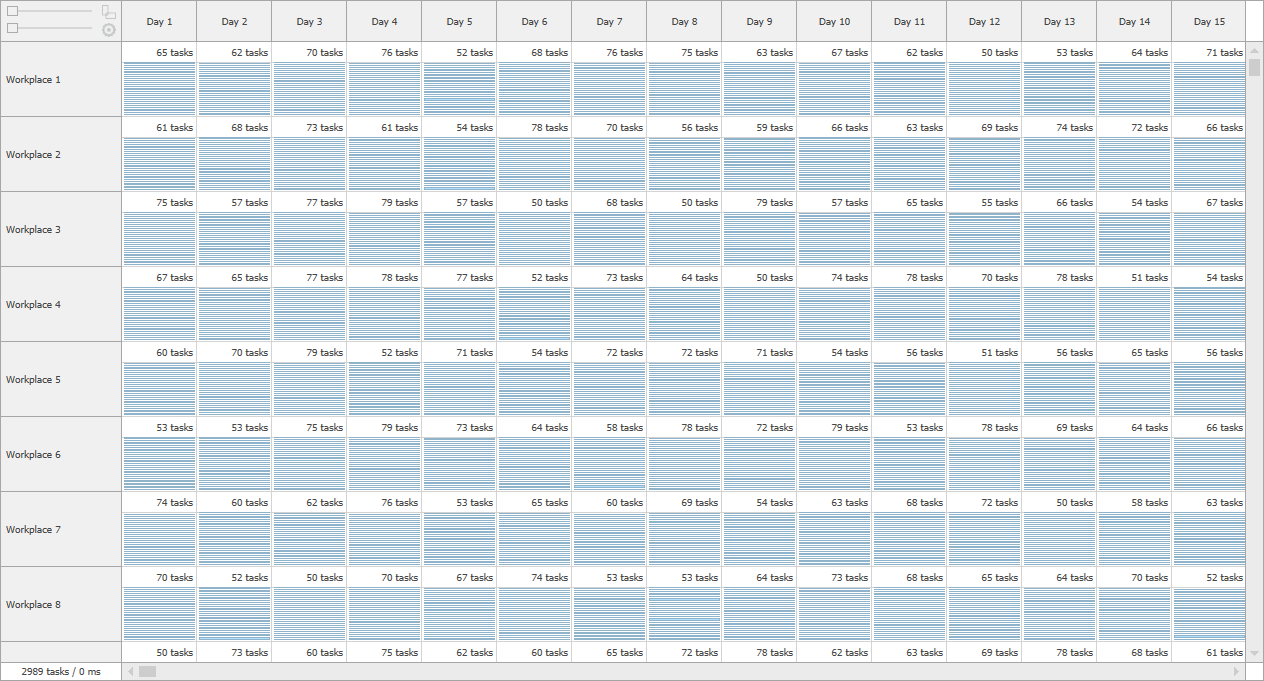 Day 1 Day 2 Day 3 Day 4 Day 5 Day 6 Day 7 Day 8 Day 9 Day 10 Day 11 Day 12 Day 13 Day 14 Day 15
65 tasks 62 tasks 70 tasks 76 tasks 52 tasks 68 tasks 76 tasks 75 tasks 63 tasks 67 tasks 62 tasks 50 tasks 53 tasks 64 tasks 71 tasks
Workplace 1
61 tasks 68 tasks 73 tasks 61 tasks 54 tasks 78 tasks 70 tasks 56 tasks 59 tasks 66 tasks 63 tasks 69 tasks 74 tasks 72 tasks 66 tasks
Workplace 2
75 tasks 57 tasks 77 tasks 79 tasks 57 tasks 50 tasks 68 tasks 50 tasks 79 tasks 57 tasks 65 tasks 55 tasks 66 tasks 54 tasks 67 tasks
Workplace 3
67 tasks 65 tasks 77 tasks 78 tasks 77 tasks 52 tasks 73 tasks 64 tasks 50 tasks 74 tasks 78 tasks 70 tasks 78 tasks 51 tasks 54 tasks
Workplace 4
60 tasks 70 tasks 79 tasks 52 tasks 71 tasks 54 tasks 72 tasks 72 tasks 71 tasks 54 tasks 56 tasks 51 tasks 56 tasks 65 tasks 56 tasks
Workplace 5
53 tasks 53 tasks 75 tasks 79 tasks 73 tasks 64 tasks 58 tasks 78 tasks 72 tasks 79 tasks 53 tasks 78 tasks 69 tasks 64 tasks 66 tasks
Workplace 6
74 tasks 60 tasks 62 tasks 76 tasks 53 tasks 65 tasks 60 tasks 69 tasks 54 tasks 63 tasks 68 tasks 72 tasks 50 tasks 58 tasks 63 tasks
Workplace 7
70 tasks 52 tasks 50 tasks 70 tasks 67 tasks 74 tasks 53 tasks 53 tasks 64 tasks 73 tasks 68 tasks 65 tasks 64 tasks 70 tasks 52 tasks
Workplace 8
50 tasks 73 tasks 60 tasks 75 tasks 62 tasks 60 tasks 65 tasks 72 tasks 78 tasks 62 tasks 63 tasks 69 tasks 78 tasks 68 tasks 61 tasks
2989 tasks / 0 ms